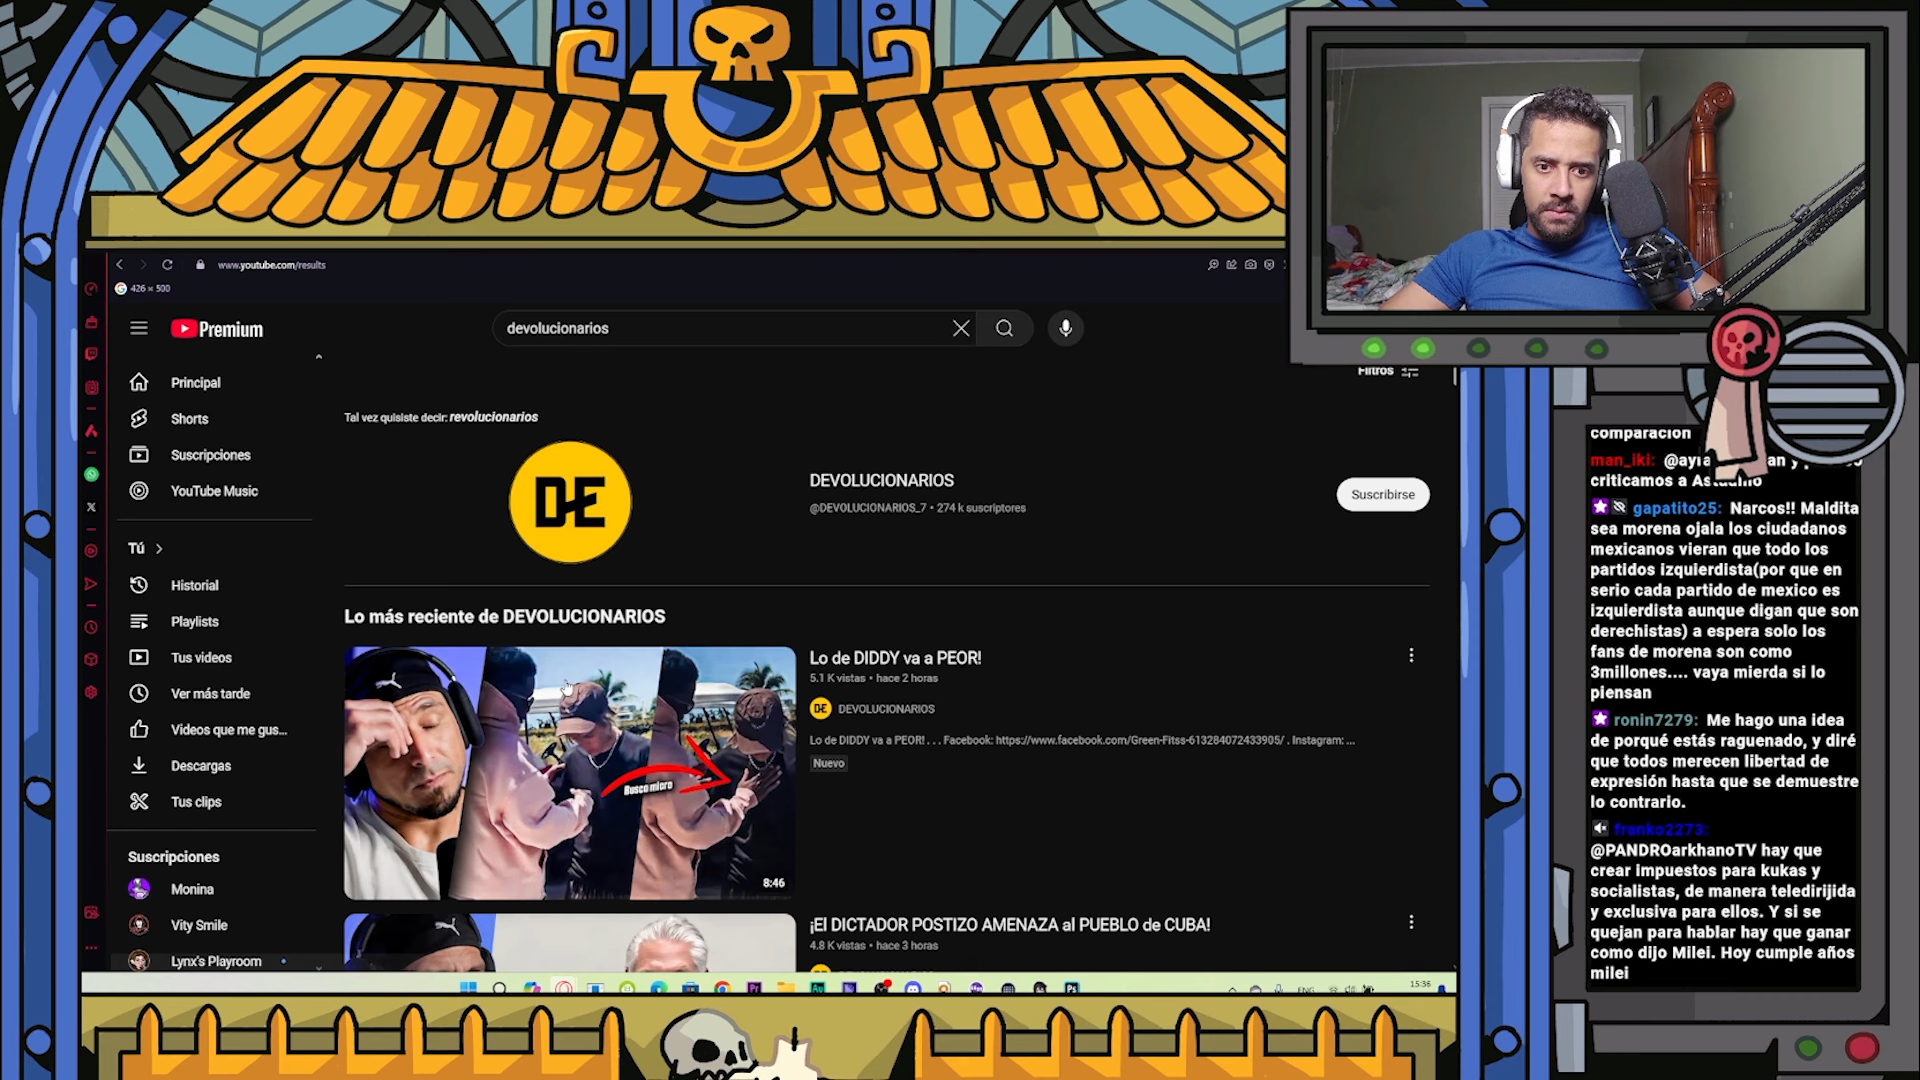 www.youtube.com/results
426 × 500
Premium
devolucionarios
Filtros
Principal
Shorts
Suscripciones
YouTube Music
Tú
Historial
Playlists
Tus videos
Ver más tarde
Videos que me gus...
Descargas
Tus clips
Suscripciones
Monina
Vity Smile
Lynx's Playroom
Tal vez quisiste decir: revolucionarios
DE
DEVOLUCIONARIOS
@DEVOLUCIONARIOS_7 • 274 k suscriptores
Suscribirse
Lo más reciente de DEVOLUCIONARIOS
Busca micro
8:46
Lo de DIDDY va a PEOR!
5.1 K vistas • hace 2 horas
DE DEVOLUCIONARIOS
Lo de DIDDY va a PEOR! . . . Facebook: https://www.facebook.com/Green-Fitss-613284072433905/ . Instagram: ...
Nuevo
¡El DICTADOR POSTIZO AMENAZA al PUEBLO de CUBA!
4.8 K vistas • hace 3 horas
ENG
15:36
comparacion
man_iki:
criticamos a
gapatito25: Narcos!! Maldita
sea morena ojala los ciudadanos
mexicanos vieran que todo los
partidos izquierdista(por que en
serio cada partido de mexico es
izquierdista aunque digan que son
derechistas) a espera solo los
fans de morena son como
3millones.... vaya mierda si lo
piensan
ronin7279: Me hago una idea
de porqué estás raguenado, y diré
que todos merecen libertad de
expresión hasta que se demuestre
lo contrario.
franko2273:
@PANDROarkhanoTV hay que
crear Impuestos para kukas y
socialistas, de manera teledirijida
y exclusiva para ellos. Y si se
quejan para hablar hay que ganar
como dijo Milei. Hoy cumple años
milei